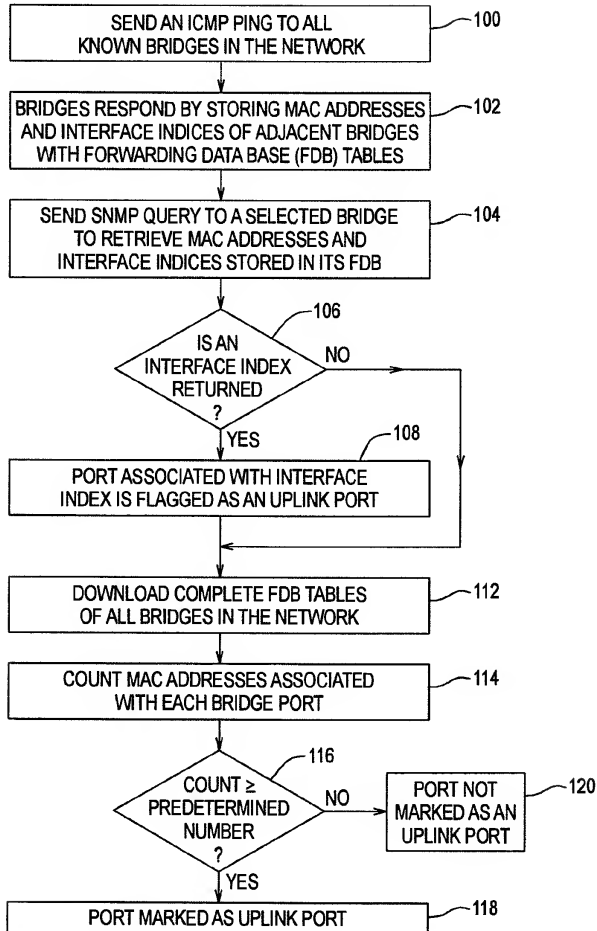 SEND AN ICMP PING TO ALL
KNOWN BRIDGES IN THE NETWORK
100
BRIDGES RESPOND BY STORING MAC ADDRESSES
AND INTERFACE INDICES OF ADJACENT BRIDGES
WITH FORWARDING DATA BASE (FDB) TABLES
102
SEND SNMP QUERY TO A SELECTED BRIDGE
TO RETRIEVE MAC ADDRESSES AND
INTERFACE INDICES STORED IN ITS FDB
104
106
IS AN
INTERFACE INDEX
RETURNED
?
NO
YES
108
PORT ASSOCIATED WITH INTERFACE
INDEX IS FLAGGED AS AN UPLINK PORT
DOWNLOAD COMPLETE FDB TABLES
OF ALL BRIDGES IN THE NETWORK
112
COUNT MAC ADDRESSES ASSOCIATED
WITH EACH BRIDGE PORT
114
116
COUNT ≥
PREDETERMINED
NUMBER
?
NO
PORT NOT
MARKED AS AN
UPLINK PORT
120
YES
PORT MARKED AS UPLINK PORT
118